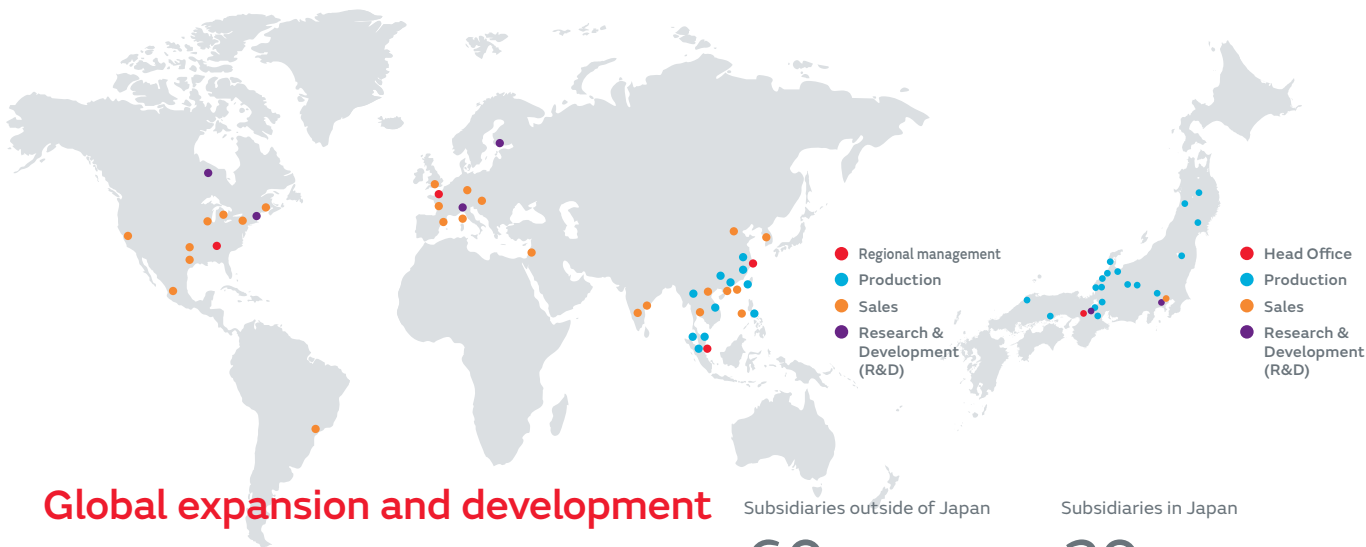 Regional management
Production
Sales
Research &
Development
(R&D)
Head Office
Production
Sales
Research &
Development
(R&D)
Global expansion and development
Subsidiaries outside of Japan
Subsidiaries in Japan